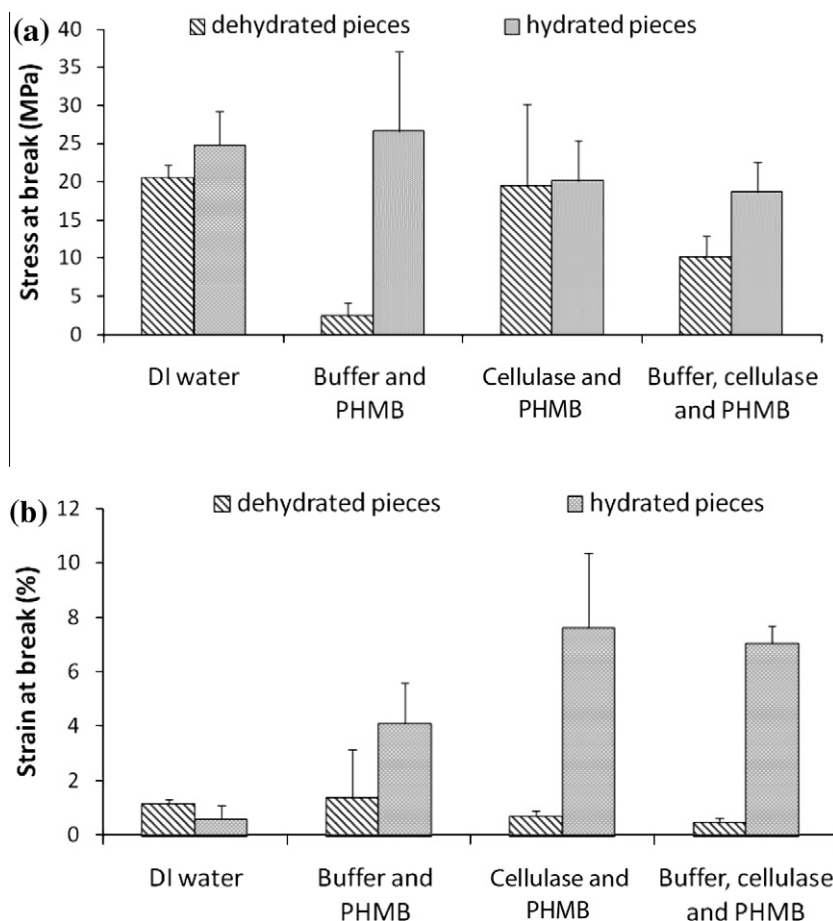 (a)
dehydrated pieces hydrated pieces
Stress at break (MPa)
40
35
30
25
20
15
10
5
0
DI water
Buffer and
PHMB
Cellulase and
PHMB
Buffer, cellulase
and PHMB
(b)
dehydrated pieces hydrated pieces
Strain at break (%)
12
10
8
6
4
2
0
DI water
Buffer and
PHMB
Cellulase and
PHMB
Buffer, cellulase
and PHMB